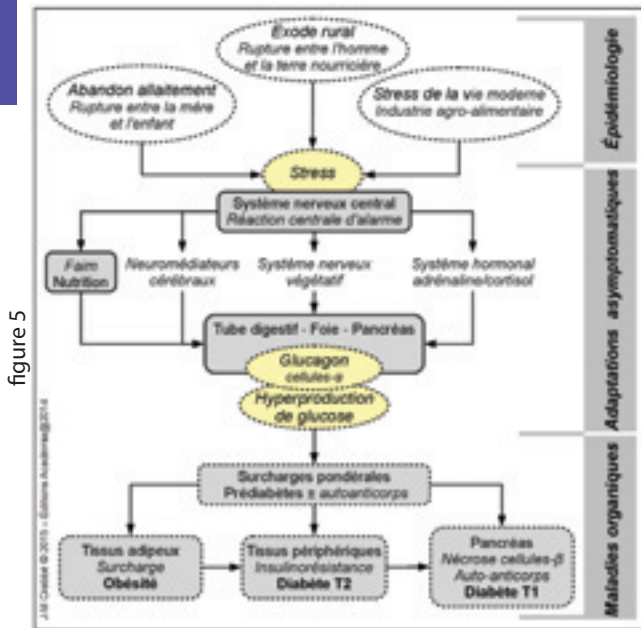 Exode rural
Rupture entre l'homme
et la terre nourricière
Abandon allaitement
Rupture entre la mère
et l'enfant
Stress de la vie moderne
Industrie agro-alimentaire
Épidémiologie
Stress
Système nerveux central
Réaction centrale d'alarme
Faim
Nutrition
Neuromédiateurs
cérébraux
Système nerveux
végétatif
Système hormonal
adrénaline/cortisol
Tube digestif - Foie - Pancréas
Glucagon
cellules-α
Hyperproduction
de glucose
Adaptations asymptomatiques
Surcharges pondérales
Prédiabètes ± autoanticorps
Tissus adipeux
Surcharge
Obésité
Tissus périphériques
Insulinorésistance
Diabète T2
Pancréas
Nécrose cellules-β
Auto-anticorps
Diabète T1
Maladies organiques
figure 5
© 2015 – Éditions